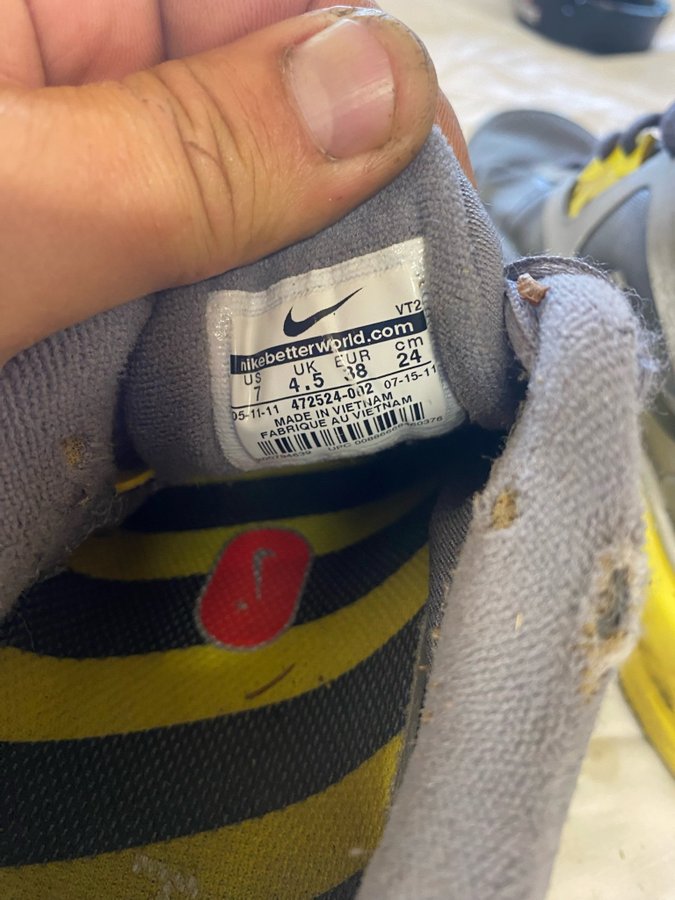 VT2
nikebetterworld.com
US UK EUR cm
7 4.5 38 24
05-11-11 472524-002 07-15-11
MADE IN VIETNAM
FABRIQUE AU VIETNAM